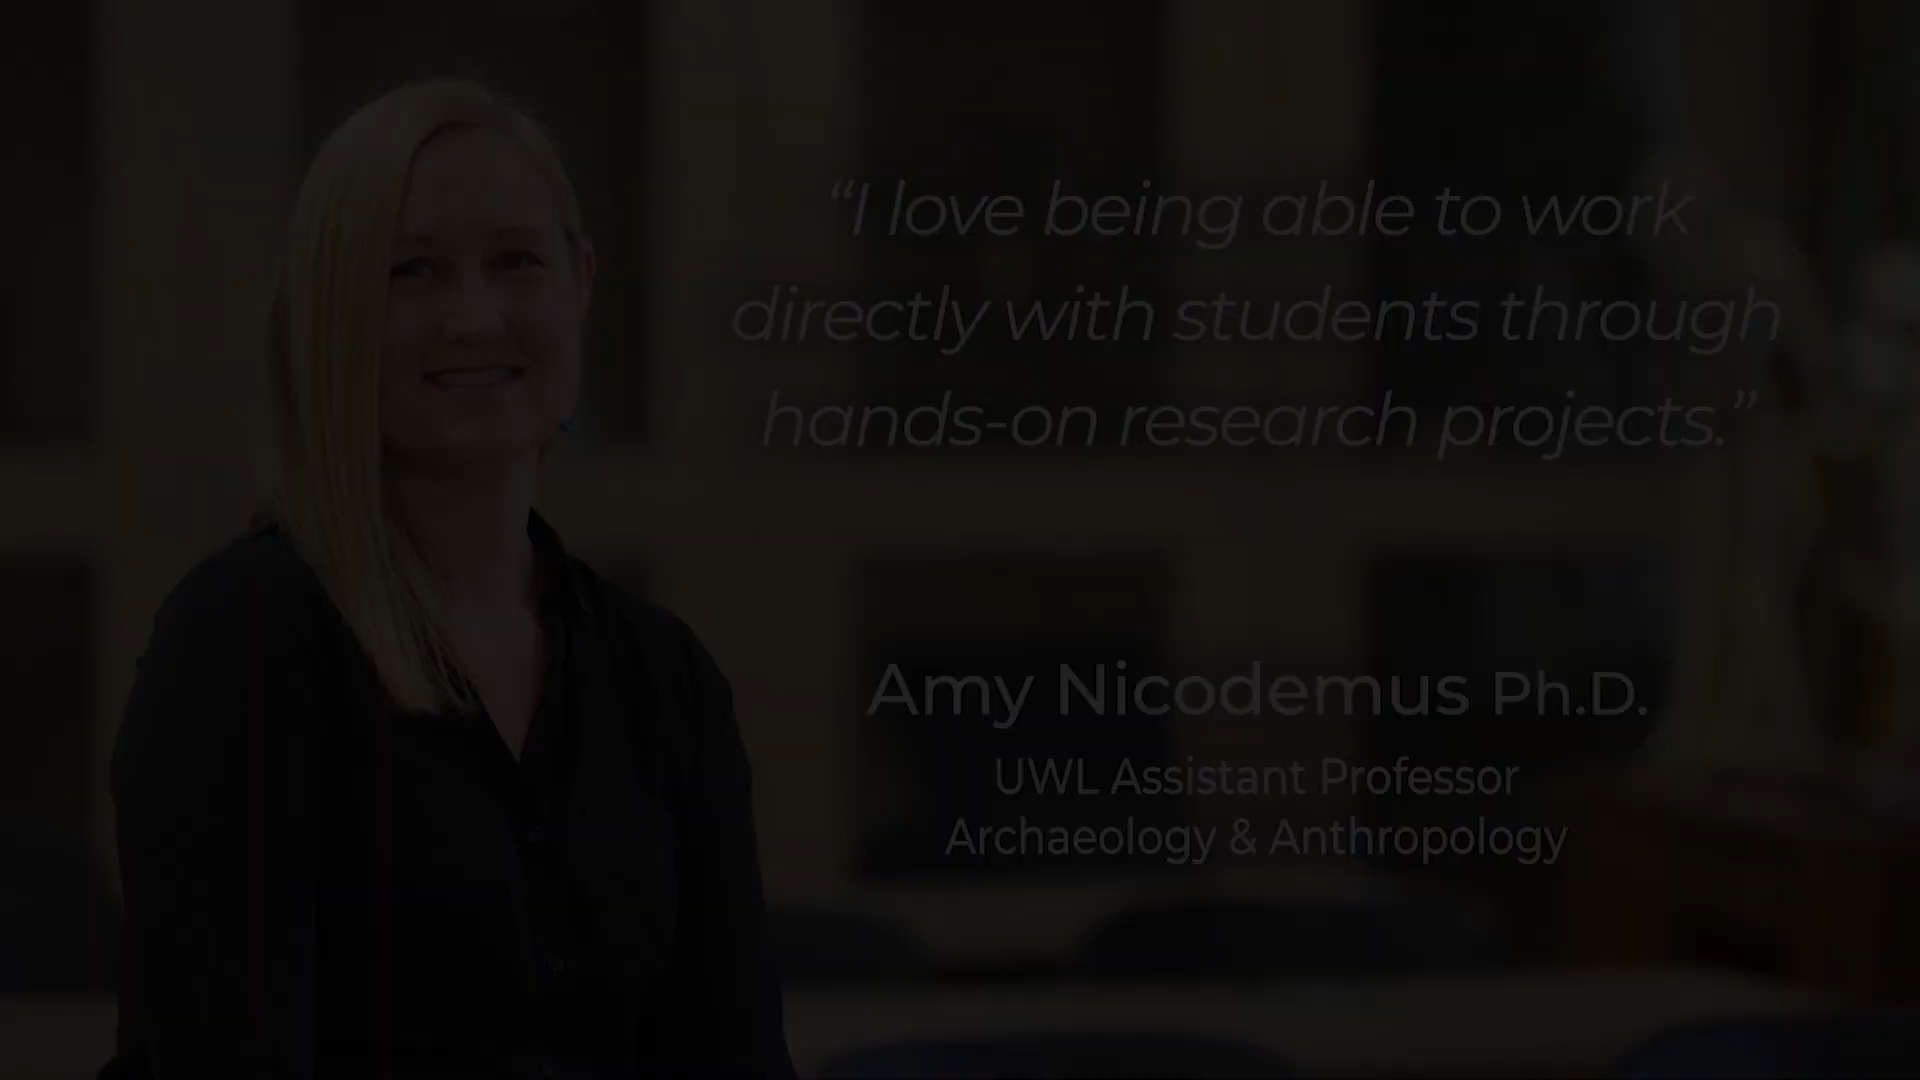 “I love being able to work
directly with students through
hands-on research projects.”
Amy Nicodemus Ph.D.
UWL Assistant Professor
Archaeology & Anthropology